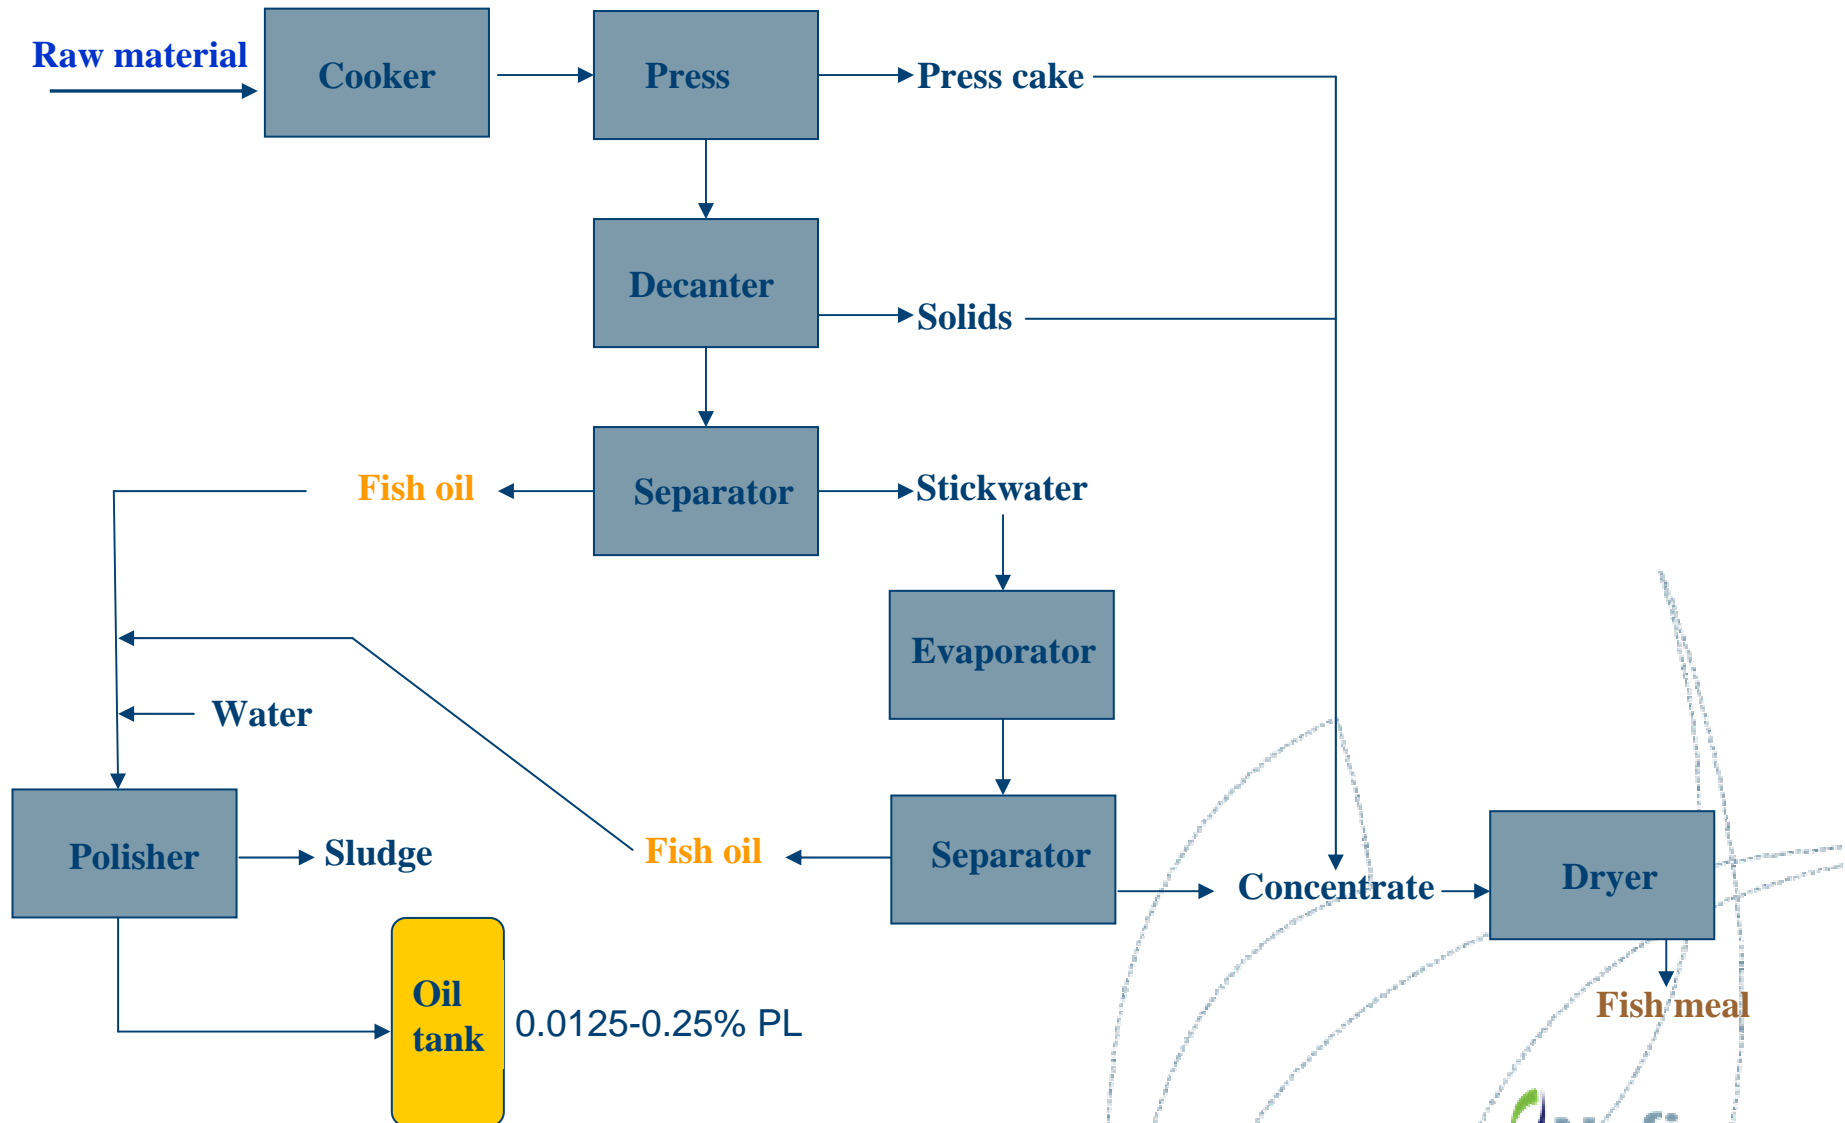 Raw material
Cooker
Press
Press cake
Decanter
Solids
Fish oil
Separator
Stickwater
Evaporator
Water
Polisher
Sludge
Fish oil
Separator
Concentrate
Dryer
Oil
tank
0.0125-0.25% PL
Fish meal